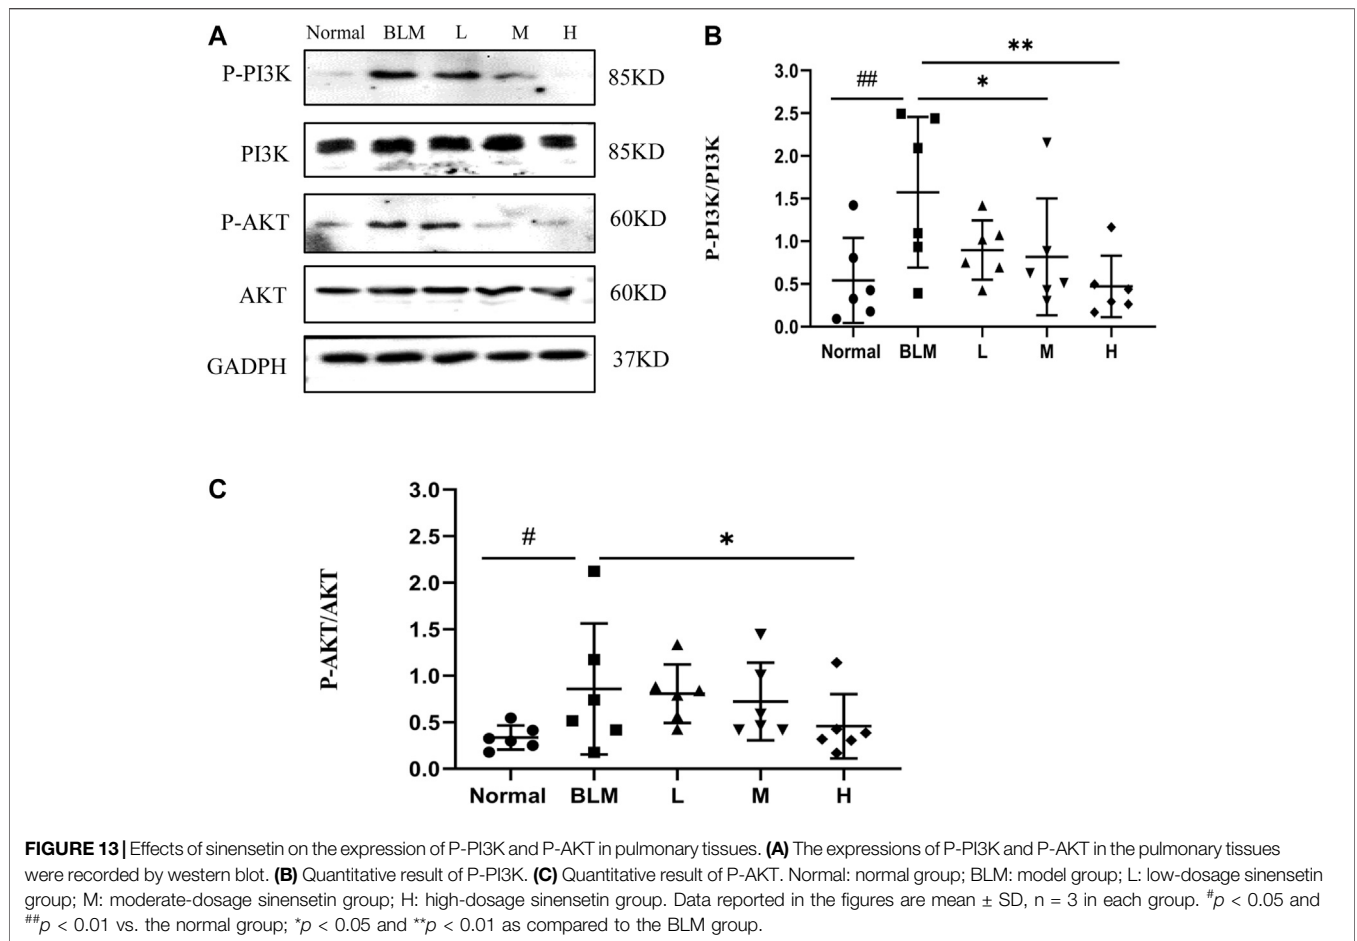 A
Normal BLM L M H
P-PI3K 85KD
PI3K 85KD
P-AKT 60KD
AKT 60KD
GADPH 37KD
B
**
## *
3.0
2.5
2.0
1.5
1.0
0.5
0.0
P-PI3K/PI3K
Normal BLM L M H
C
# *
3.0
2.5
2.0
1.5
1.0
0.5
0.0
P-AKT/AKT
Normal BLM L M H
FIGURE 13 | Effects of sinensetin on the expression of P-PI3K and P-AKT in pulmonary tissues. (A) The expressions of P-PI3K and P-AKT in the pulmonary tissues
were recorded by western blot. (B) Quantitative result of P-PI3K. (C) Quantitative result of P-AKT. Normal: normal group; BLM: model group; L: low-dosage sinensetin
group; M: moderate-dosage sinensetin group; H: high-dosage sinensetin group. Data reported in the figures are mean ± SD, n = 3 in each group. #p < 0.05 and
##p < 0.01 vs. the normal group; *p < 0.05 and **p < 0.01 as compared to the BLM group.